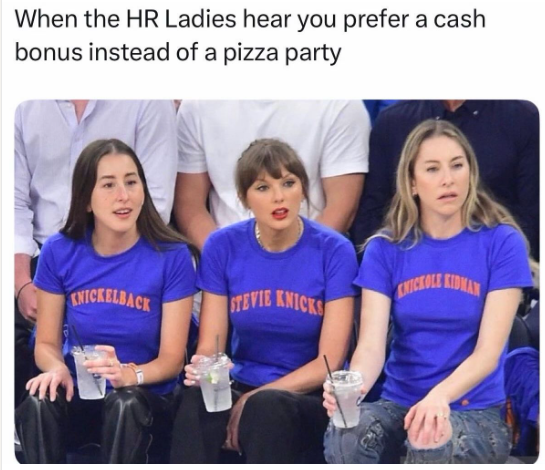 When the HR Ladies hear you prefer a cash
bonus instead of a pizza party
KNICKELBACK
STEVIE KNICKS
KNICKOLE KIDMAN